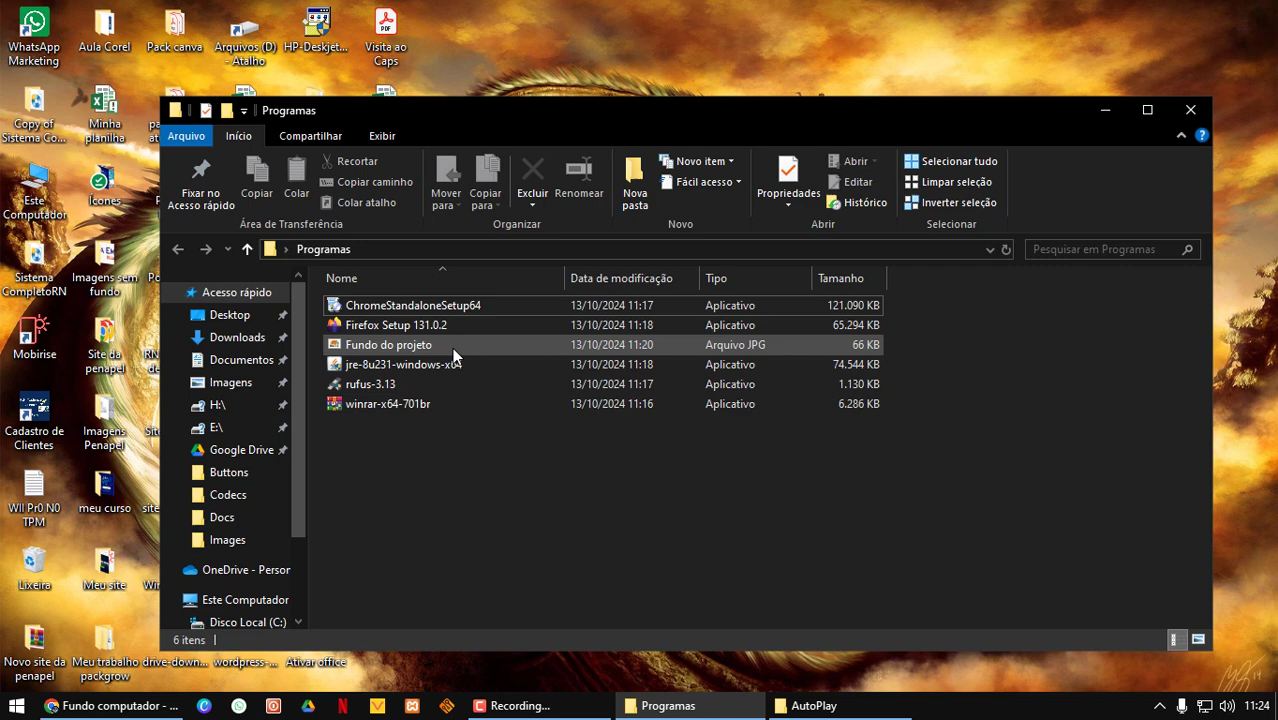 WhatsApp
Marketing
Aula Corel
Pack canva
Arquivos (D)
- Atalho
HP-Deskjet...
Visita ao
Caps
Copy of
Sistema Co...
Minha
planilha
Este
Computador
Ícones
Sistema
CompletoRN
Imagens sem
fundo
Mobirise
Site da
penapel
Cadastro de
Clientes
Imagens
Penapel
WII Pr0 N0
TPM
meu curso
Lixeira
Meu site
Novo site da
penapel
Meu trabalho
packgrow
drive-down...
wordpress-...
Ativar office
Programas
Arquivo
Início
Compartilhar
Exibir
Fixar no
Acesso rápido
Copiar
Colar
Recortar
Copiar caminho
Colar atalho
Área de Transferência
Mover
para
Copiar
para
Excluir
Renomear
Organizar
Nova
pasta
Novo item
Fácil acesso
Novo
Propriedades
Abrir
Editar
Histórico
Abrir
Selecionar tudo
Limpar seleção
Inverter seleção
Selecionar
Programas
Pesquisar em Programas
Acesso rápido
Desktop
Downloads
Documentos
Imagens
H:\
E:\
Google Drive
Buttons
Codecs
Docs
Images
OneDrive - Person
Este Computador
Disco Local (C:)
Nome Data de modificação Tipo Tamanho
ChromeStandaloneSetup64 13/10/2024 11:17 Aplicativo 121.090 KB
Firefox Setup 131.0.2 13/10/2024 11:18 Aplicativo 65.294 KB
Fundo do projeto 13/10/2024 11:20 Arquivo JPG 66 KB
jre-8u231-windows-x64 13/10/2024 11:18 Aplicativo 74.544 KB
rufus-3.13 13/10/2024 11:17 Aplicativo 1.130 KB
winrar-x64-701br 13/10/2024 11:16 Aplicativo 6.286 KB
6 itens
Fundo computador - ...
Recording...
Programas
AutoPlay
11:24